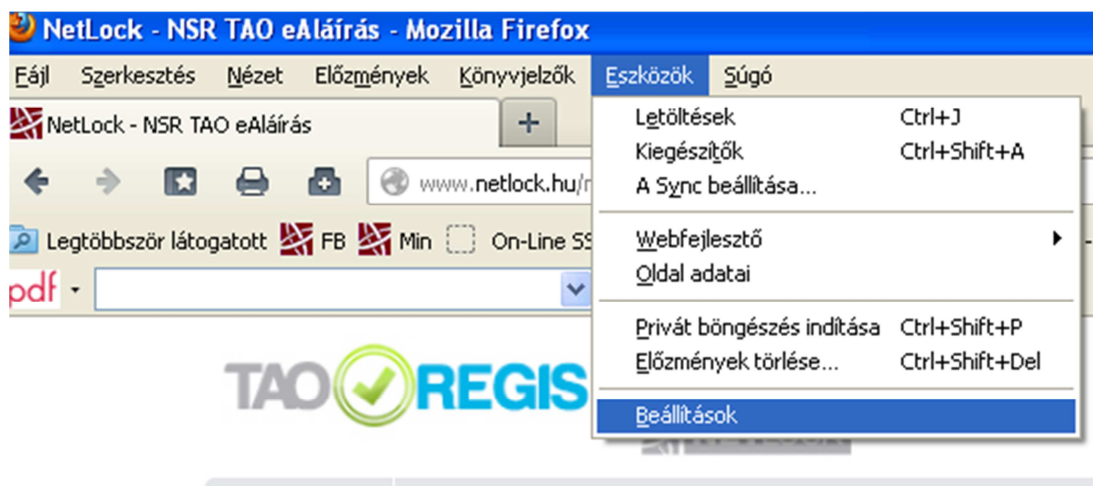 NetLock - NSR TAO eAláírás - Mozilla Firefox
Fájl Szerkesztés Nézet Előzmények Könyvjelzők Eszközök Súgó
NetLock - NSR TAO eAláírás
www.netlock.hu/
Legtöbbször látogatott FB Min On-Line
pdf
Letöltések Ctrl+J
Kiegészítők Ctrl+Shift+A
A Sync beállítása...
Webfejlesztő
Oldal adatai
Privát böngészés indítása Ctrl+Shift+P
Előzmények törlése... Ctrl+Shift+Del
Beállítások
TAO REGIS